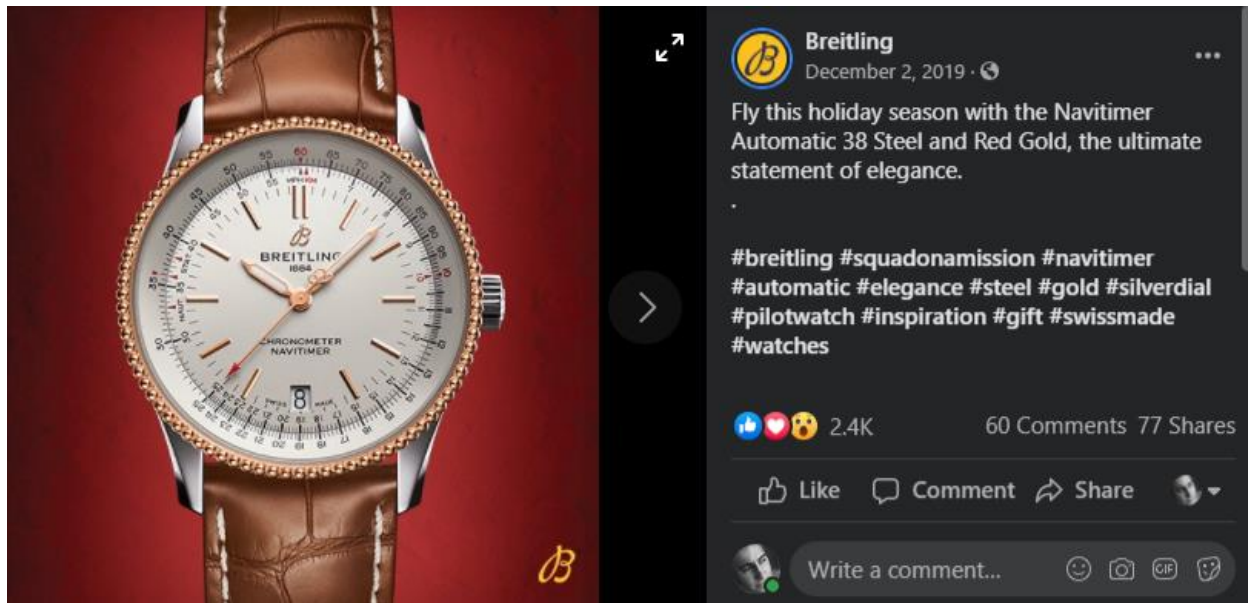 BREITLING
1884
CHRONOMETER
NAVITIMER
8
Breitling
December 2, 2019 ·
Fly this holiday season with the Navitimer
Automatic 38 Steel and Red Gold, the ultimate
statement of elegance.
.
#breitling #squadonamission #navitimer
#automatic #elegance #steel #gold #silverdial
#pilotwatch #inspiration #gift #swissmade
#watches
2.4K 60 Comments 77 Shares
Like Comment Share
Write a comment...
GIF